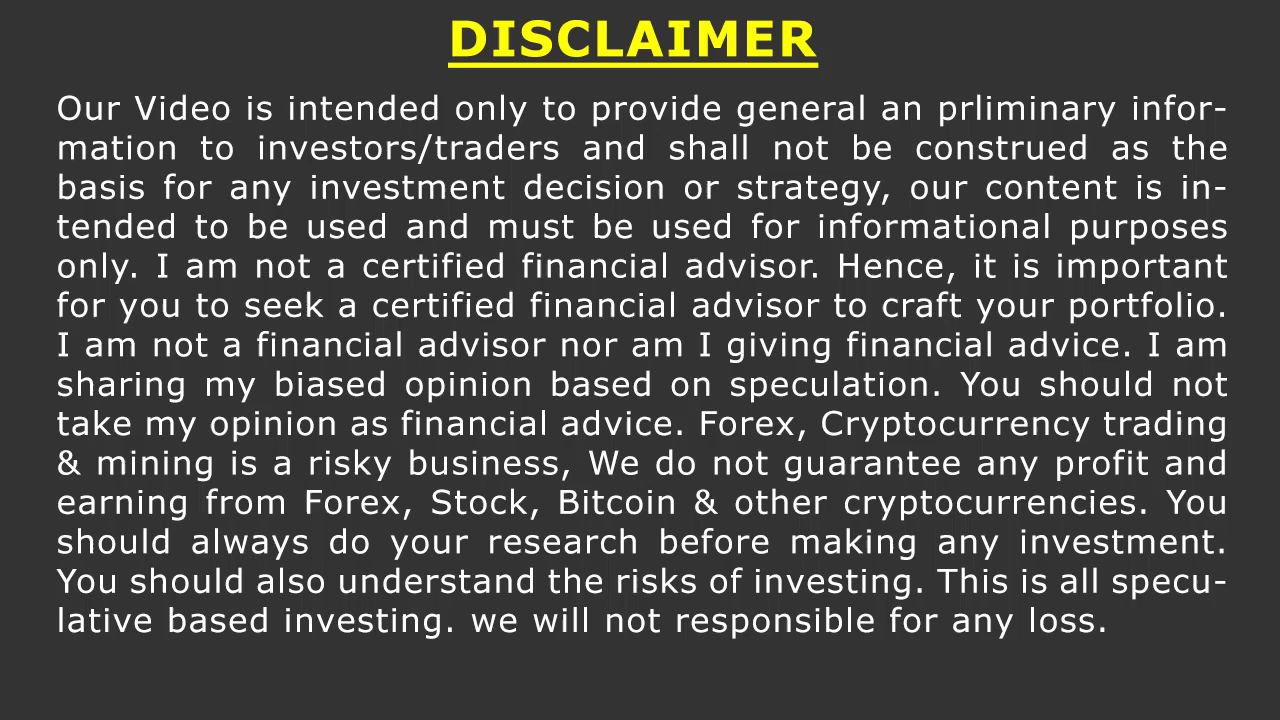 DISCLAIMER
Our Video is intended only to provide general an prliminary infor-
mation to investors/traders and shall not be construed as the
basis for any investment decision or strategy, our content is in-
tended to be used and must be used for informational purposes
only. I am not a certified financial advisor. Hence, it is important
for you to seek a certified financial advisor to craft your portfolio.
I am not a financial advisor nor am I giving financial advice. I am
sharing my biased opinion based on speculation. You should not
take my opinion as financial advice. Forex, Cryptocurrency trading
& mining is a risky business, We do not guarantee any profit and
earning from Forex, Stock, Bitcoin & other cryptocurrencies. You
should always do your research before making any investment.
You should also understand the risks of investing. This is all specu-
lative based investing. we will not responsible for any loss.